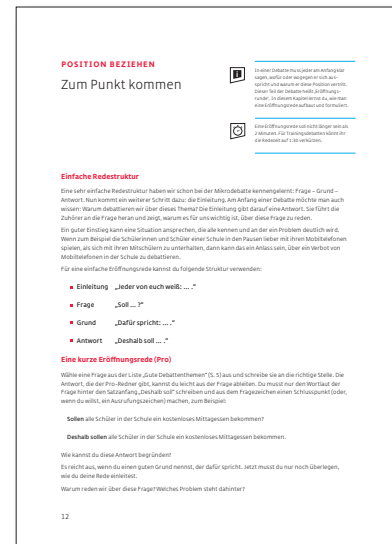 POSITION BEZIEHEN
Zum Punkt kommen
In einer Debatte muss jeder am Anfang klar
sagen, wofür oder wogegen er sich aus-
spricht und warum er diese Position vertritt.
Dieser Teil der Debatte heißt ‚Eröffnungs-
runde‘. In diesem Kapitel lernst du, wie man
eine Eröffnungsrede aufbaut und formuliert.
Eine Eröffnungsrede soll nicht länger sein als
2 Minuten. Für Trainingsdebatten könnt ihr
die Redezeit auf 1:30 verkürzen.
Einfache Redestruktur
Eine sehr einfache Redestruktur haben wir schon bei der Mikrodebatte kennengelernt: Frage – Grund –
Antwort. Nun kommt ein weiterer Schritt dazu: die Einleitung. Am Anfang einer Debatte möchte man auch
wissen: Warum debattieren wir über dieses Thema? Die Einleitung gibt darauf eine Antwort. Sie führt die
Zuhörer an die Frage heran und zeigt, warum es für uns wichtig ist, über diese Frage zu reden.
Ein guter Einstieg kann eine Situation ansprechen, die alle kennen und an der ein Problem deutlich wird.
Wenn zum Beispiel die Schülerinnen und Schüler einer Schule in den Pausen lieber mit ihren Mobiltelefonen
spielen, als sich mit ihren Mitschülern zu unterhalten, dann kann das ein Anlass sein, über ein Verbot von
Mobiltelefonen in der Schule zu debattieren.
Für eine einfache Eröffnungsrede kannst du folgende Struktur verwenden:
Einleitung „Jeder von euch weiß: ... .“
Frage „Soll ... ?“
Grund „Dafür spricht: ... .“
Antwort „Deshalb soll ... .“
Eine kurze Eröffnungsrede (Pro)
Wähle eine Frage aus der Liste „Gute Debattenthemen“ (S. 5) aus und schreibe sie an die richtige Stelle. Die
Antwort, die der Pro-Redner gibt, kannst du leicht aus der Frage ableiten. Du musst nur den Wortlaut der
Frage hinter den Satzanfang „Deshalb soll“ schreiben und aus dem Fragezeichen einen Schlusspunkt (oder,
wenn du willst, ein Ausrufungszeichen) machen, zum Beispiel:
Sollen alle Schüler in der Schule ein kostenloses Mittagessen bekommen?
Deshalb sollen alle Schüler in der Schule ein kostenloses Mittagessen bekommen.
Wie kannst du diese Antwort begründen?
Es reicht aus, wenn du einen guten Grund nennst, der dafür spricht. Jetzt musst du nur noch überlegen,
wie du deine Rede einleitest.
Warum reden wir über diese Frage? Welches Problem steht dahinter?
12